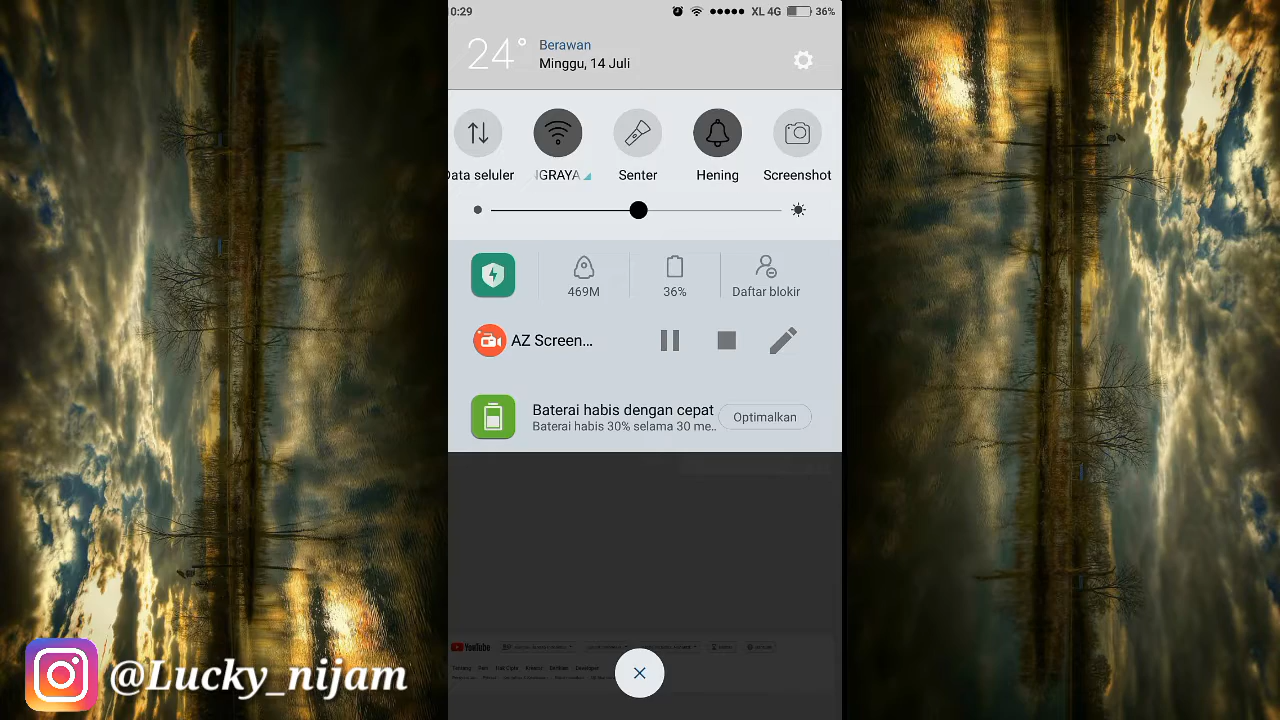 0:29
XL 4G
36%
24°
Berawan
Minggu, 14 Juli
Data seluler
IGRAYA
Senter
Hening
Screenshot
469M
36%
Daftar blokir
AZ Screen...
Baterai habis dengan cepat
Baterai habis 30% selama 30 me..
Optimalkan
YouTube
@Lucky_nijam